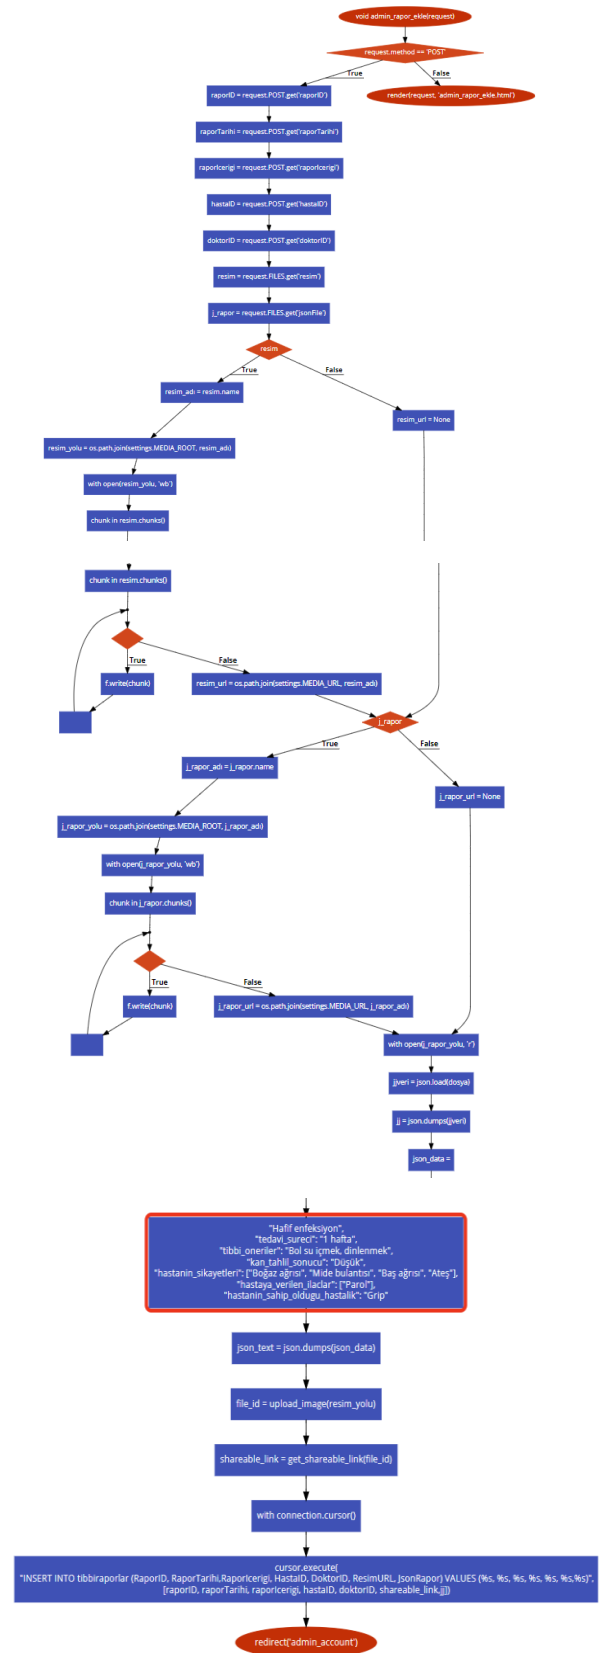 void admin_rapor_ekle(request)
request.method == 'POST'
True
False
raporID = request.POST.get('raporID')
render(request, 'admin_rapor_ekle.html')
raporTarihi = request.POST.get('raporTarihi')
raporIcerigi = request.POST.get('raporIcerigi')
hastaID = request.POST.get('hastaID')
doktorID = request.POST.get('doktorID')
resim = request.FILES.get('resim')
j_rapor = request.FILES.get('jsonFile')
resim
True
False
resim_adı = resim.name
resim_url = None
resim_yolu = os.path.join(settings.MEDIA_ROOT, resim_adı)
with open(resim_yolu, 'wb')
chunk in resim.chunks()
chunk in resim.chunks()
True
False
f.write(chunk)
resim_url = os.path.join(settings.MEDIA_URL, resim_adı)
j_rapor
True
False
j_rapor_adı = j_rapor.name
j_rapor_url = None
j_rapor_yolu = os.path.join(settings.MEDIA_ROOT, j_rapor_adı)
with open(j_rapor_yolu, 'wb')
chunk in j_rapor.chunks()
True
False
f.write(chunk)
j_rapor_url = os.path.join(settings.MEDIA_URL, j_rapor_adı)
with open(j_rapor_yolu, 'r')
jjveri = json.load(dosya)
jj = json.dumps(jjveri)
json_data =
"Hafif enfeksiyon",
"tedavi_sureci": "1 hafta",
"tibbi_oneriler": "Bol su içmek, dinlenmek",
"kan_tahlil_sonucu": "Düşük",
"hastanin_sikayetleri": ["Boğaz ağrısı", "Mide bulantısı", "Baş ağrısı", "Ateş"],
"hastaya_verilen_ilaclar": ["Parol"],
"hastanin_sahip_oldugu_hastalik": "Grip"
json_text = json.dumps(json_data)
file_id = upload_image(resim_yolu)
shareable_link = get_shareable_link(file_id)
with connection.cursor()
cursor.execute(
"INSERT INTO tibbiraporlar (RaporID, RaporTarihi,RaporIcerigi, HastaID, DoktorID, ResimURL, JsonRapor) VALUES (%s, %s, %s, %s, %s, %s,%s)",
[raporID, raporTarihi, raporIcerigi, hastaID, doktorID, shareable_link,jj])
redirect('admin_account')